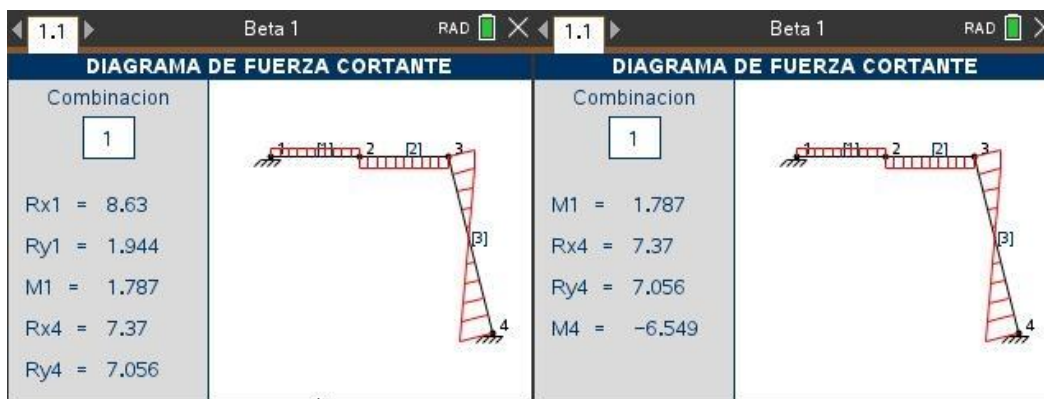 1.1 Beta 1 RAD
DIAGRAMA DE FUERZA CORTANTE
Combinacion
1
Rx1 = 8.63
Ry1 = 1.944
M1 = 1.787
Rx4 = 7.37
Ry4 = 7.056
1 [1] 2 [2] 3
[3]
4
1.1 Beta 1 RAD
DIAGRAMA DE FUERZA CORTANTE
Combinacion
1
M1 = 1.787
Rx4 = 7.37
Ry4 = 7.056
M4 = -6.549
1 [1] 2 [2] 3
[3]
4